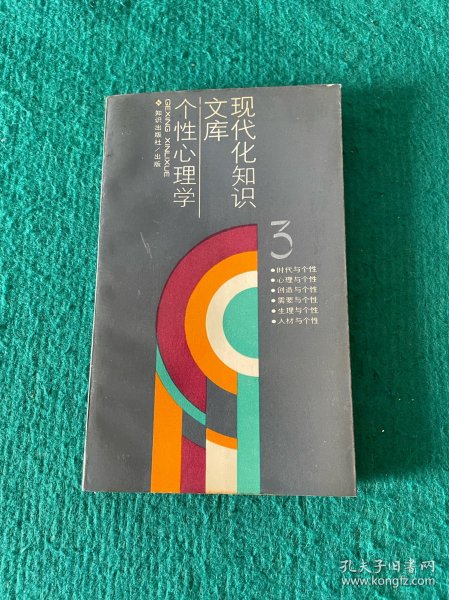 现代化知识
文库
个性心理学
GEXING XINLIXUE
知识出版社/出版
3
●时代与个性
●心理与个性
●创造与个性
●需要与个性
●生理与个性
●人材与个性
孔夫子旧书网
www.kongfz.com